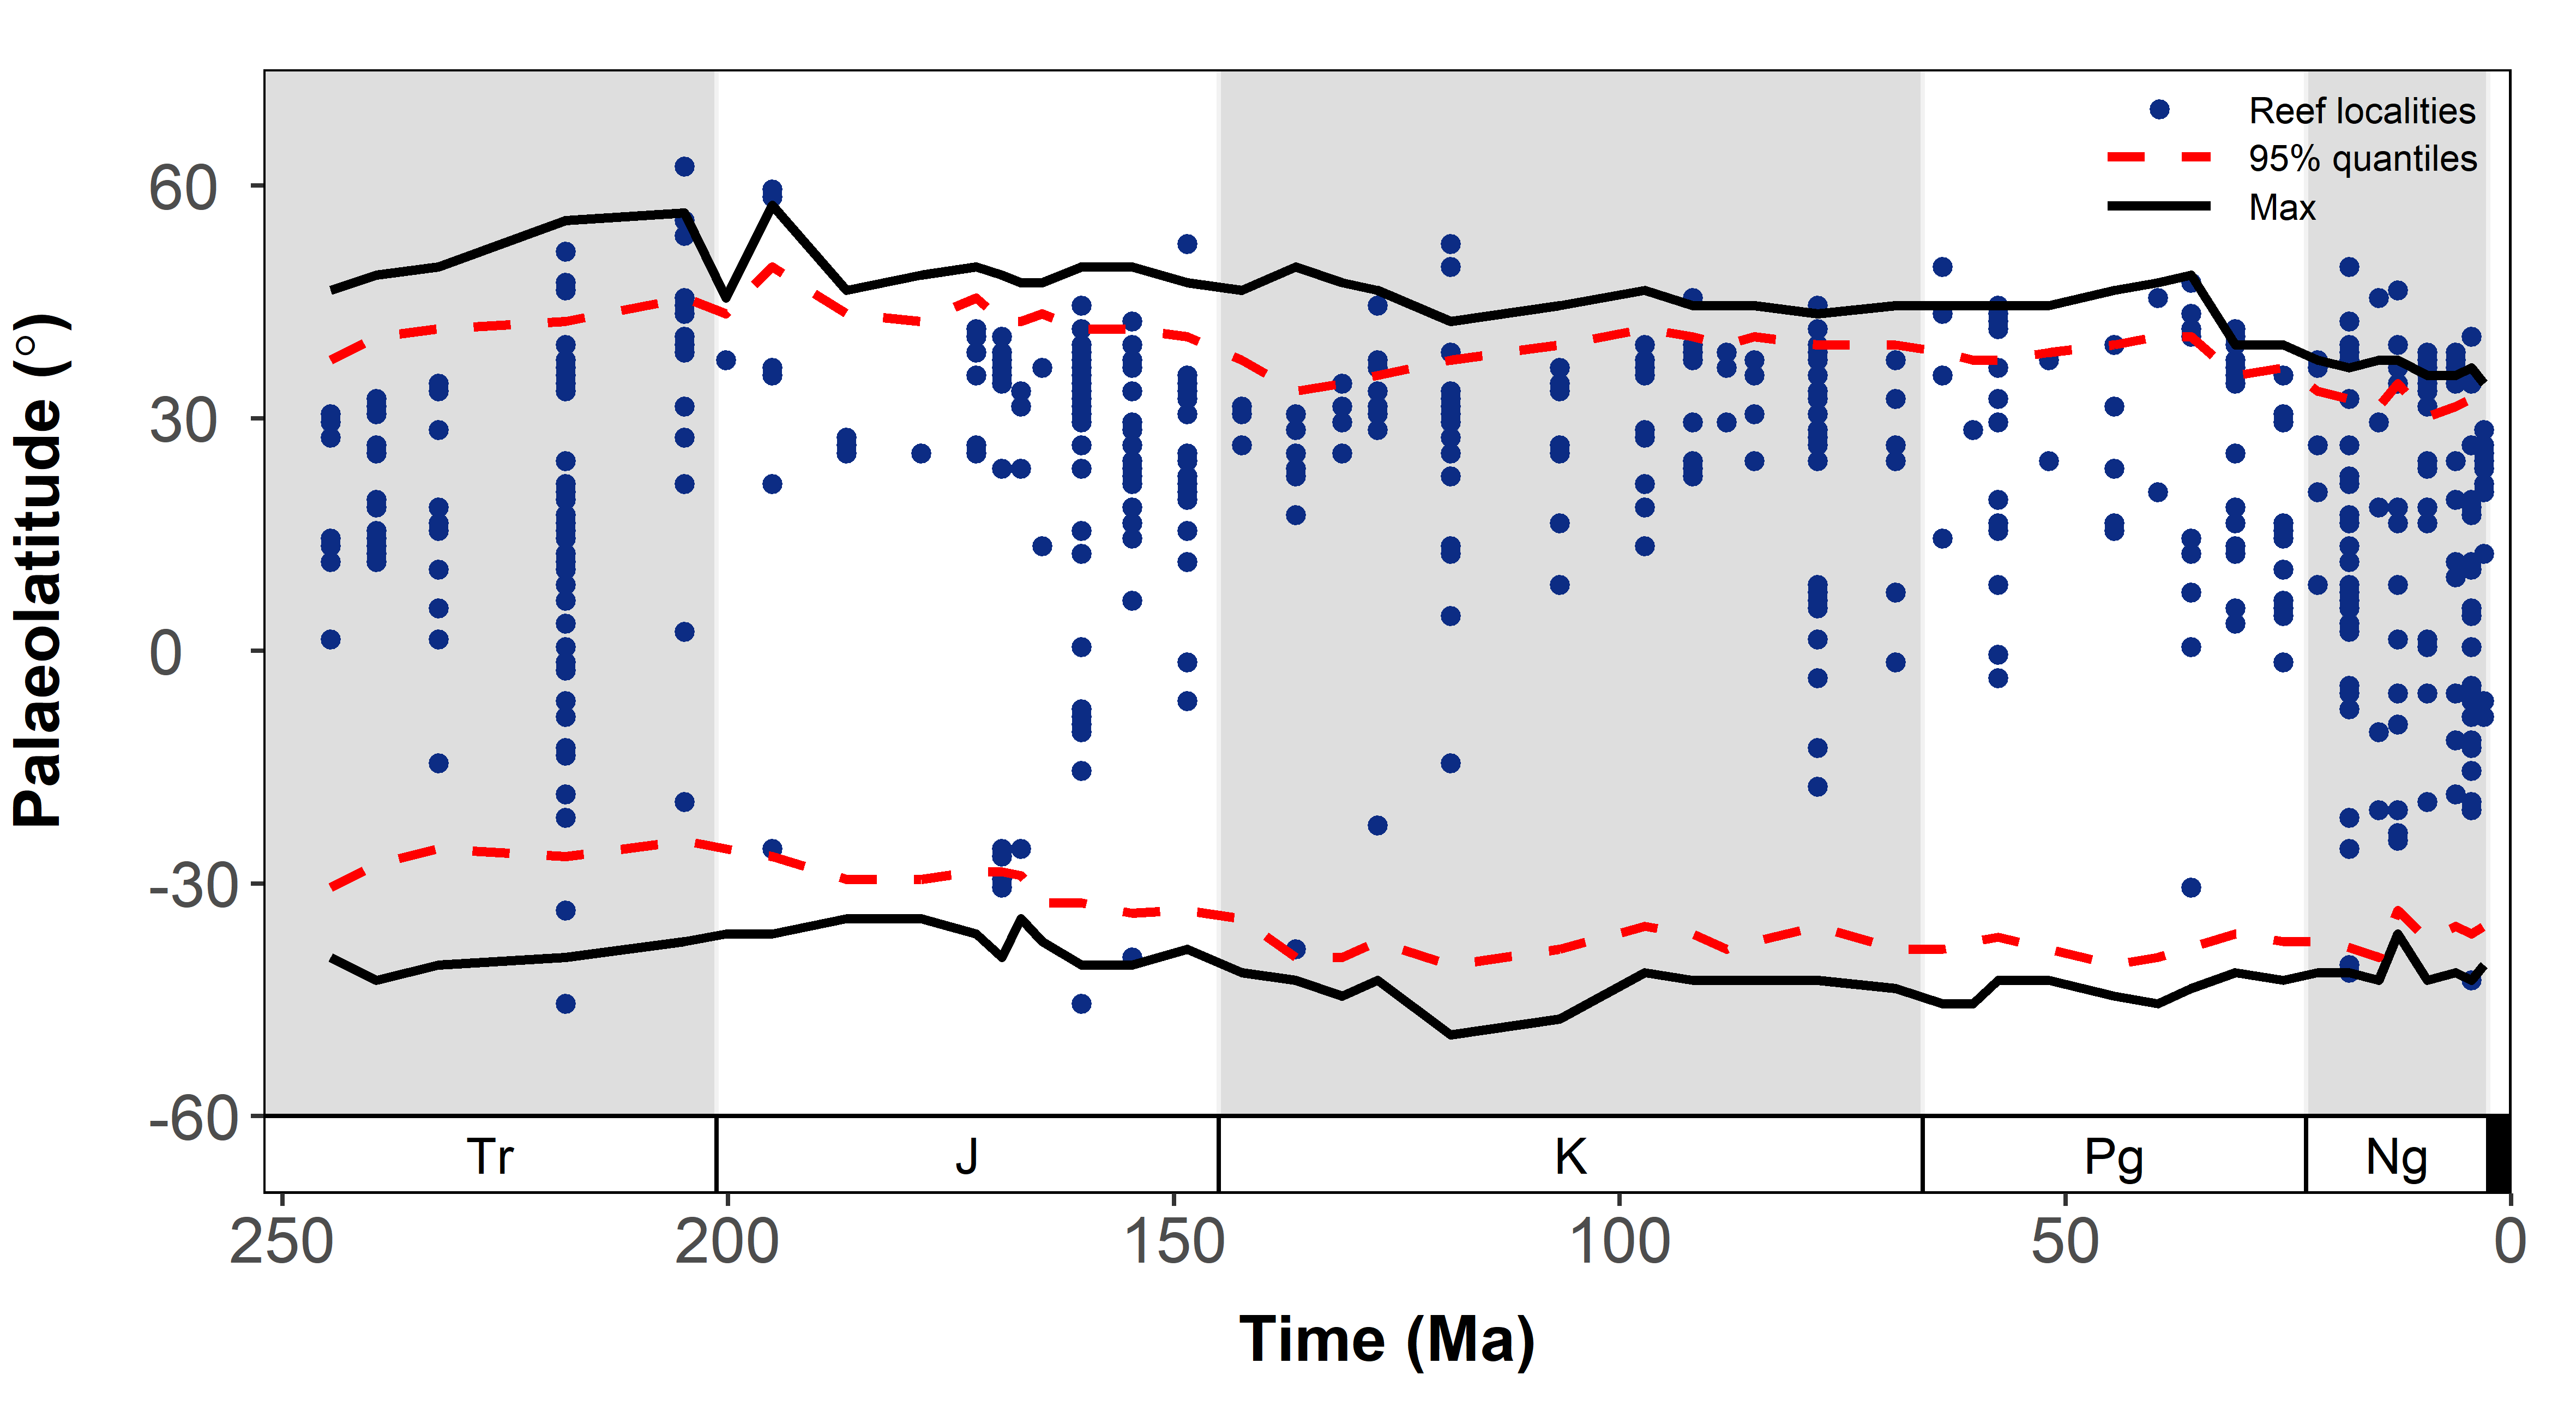 Reef localities
95% quantiles
Max
Palaeolatitude (°)
60
30
0
-30
-60
Tr J K Pg Ng
250 200 150 100 50 0
Time (Ma)